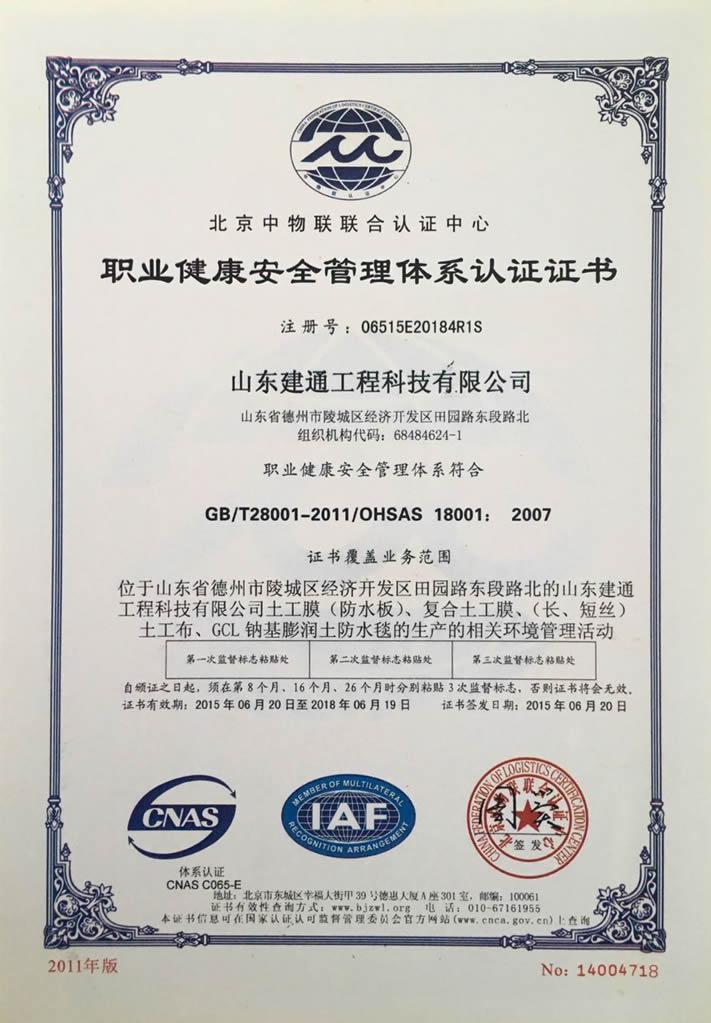 CHINA FEDERATION OF LOGISTICS CERTIFICATION CENTER
北京中物联联合认证中心
职业健康安全管理体系认证证书
注册号：06515E20184R1S
山东建通工程科技有限公司
山东省德州市陵城区经济开发区田园路东段路北
组织机构代码：68484624-1
职业健康安全管理体系符合
GB/T28001-2011/OHSAS 18001： 2007
证书覆盖业务范围
位于山东省德州市陵城区经济开发区田园路东段路北的山东建通
工程科技有限公司土工膜（防水板）、复合土工膜、（长、短丝）
土工布、GCL 钠基膨润土防水毯的生产的相关环境管理活动
第一次监督标志粘贴处 第二次监督标志粘贴处 第三次监督标志粘贴处
自颁证之日起，须在第 8 个月、16 个月、26 个月时分别粘贴 3 次监督标志，否则证书将会无效。
证书有效期：2015 年 06 月 20 日至 2018 年 06 月 19 日 证书签发日期：2015 年 06 月 20 日
CNAS
体系认证
CNAS C065-E
MEMBER OF MULTILATERAL
IAF
RECOGNITION ARRANGEMENT
CHINA FEDERATION OF LOGISTICS CERTIFICATION CENTER
签发
地址：北京市东城区幸福大街甲 39 号德惠大厦 A 座 301 室，邮编：100061
证书有效性查询方式：www.bjzwl.org 电 话：010-67161955
本证书信息可在国家认证认可监督管理委员会官方网站(www.cnca.gov.cn)上查询
2011年版
No: 14004718